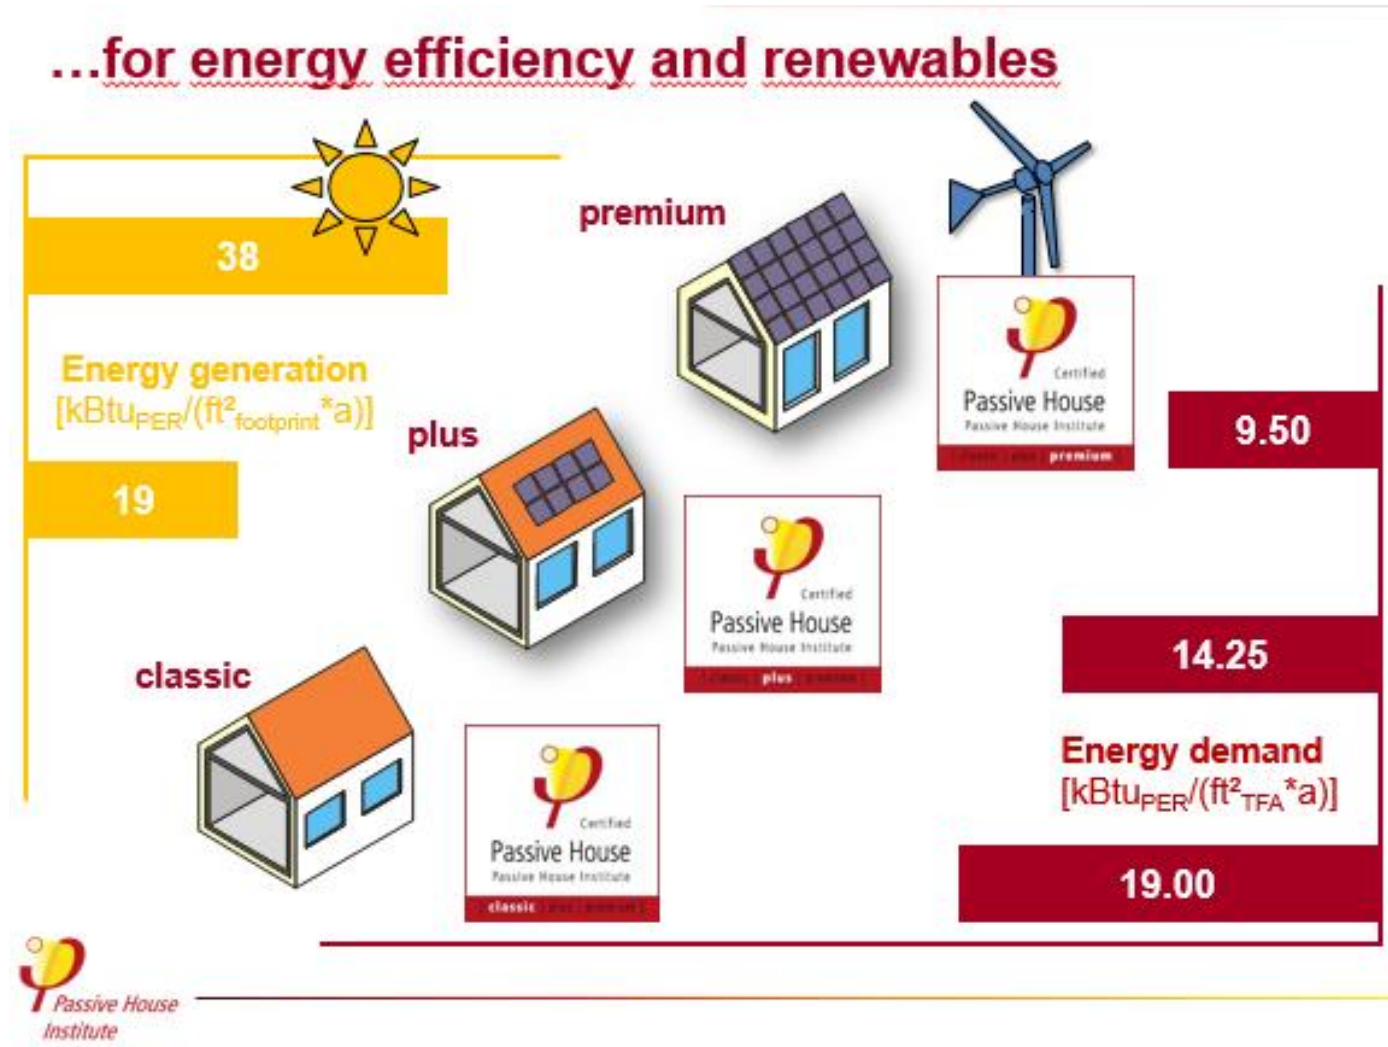 …for energy efficiency and renewables
38
premium
Energy generation
[kBtuPER/(ft²footprint*a)]
Certified
Passive House
Passive House Institute
premium
9.50
plus
19
Certified
Passive House
Passive House Institute
classic plus
14.25
classic
Energy demand
[kBtuPER/(ft²TFA*a)]
Certified
Passive House
Passive House Institute
classic
19.00
Passive House
Institute